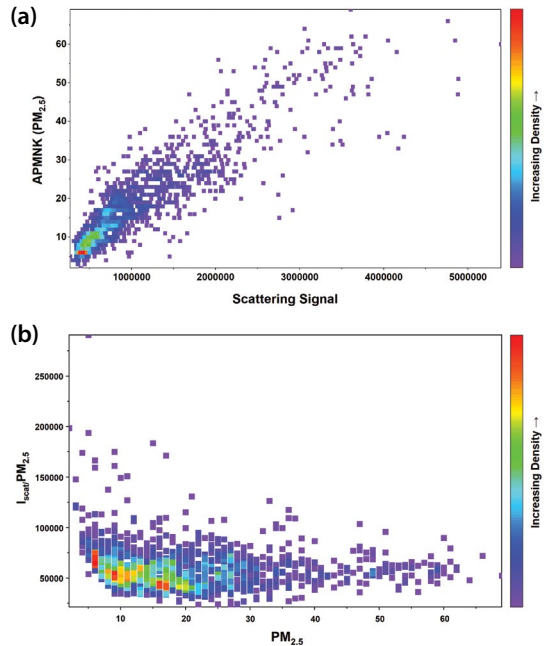 (a)
60
50
40
30
20
10
APMNK (PM2.5)
1000000 2000000 3000000 4000000 5000000
Scattering Signal
Increasing Density →
(b)
250000
200000
150000
100000
50000
Iscat/PM2.5
10 20 30 40 50 60
PM2.5
Increasing Density →